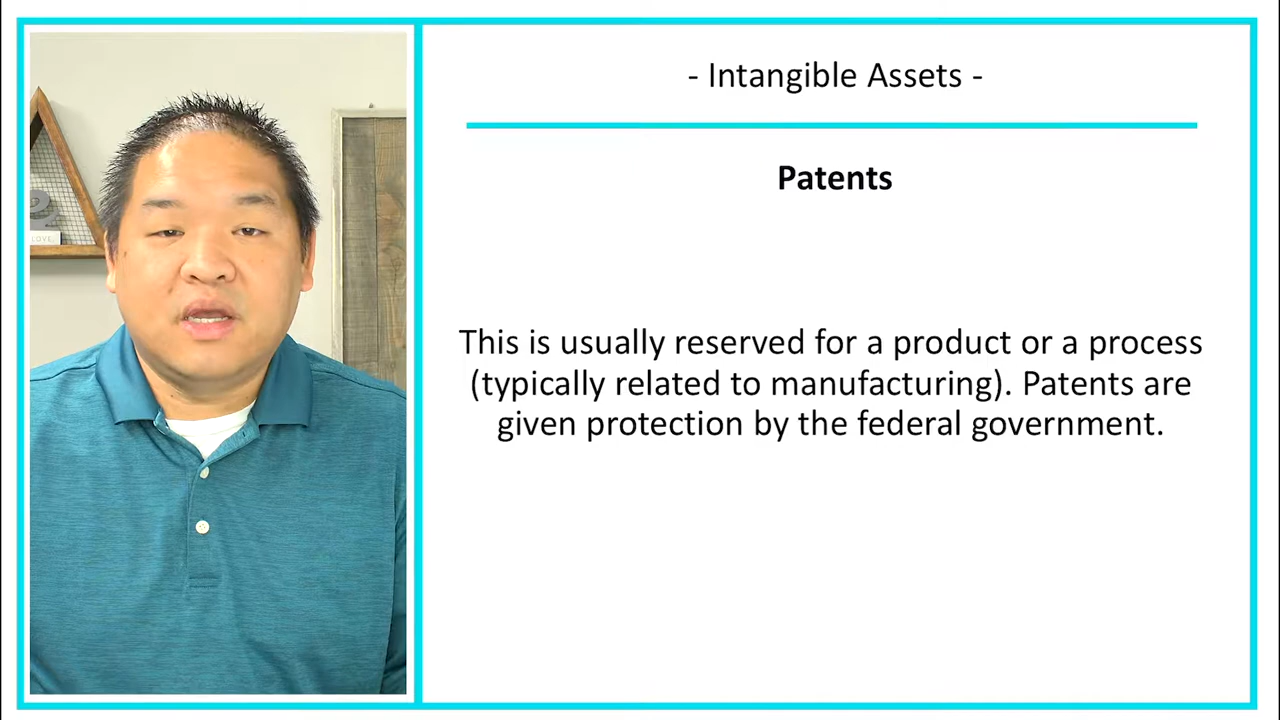 - Intangible Assets -
Patents
This is usually reserved for a product or a process
(typically related to manufacturing). Patents are
given protection by the federal government.
LOVE